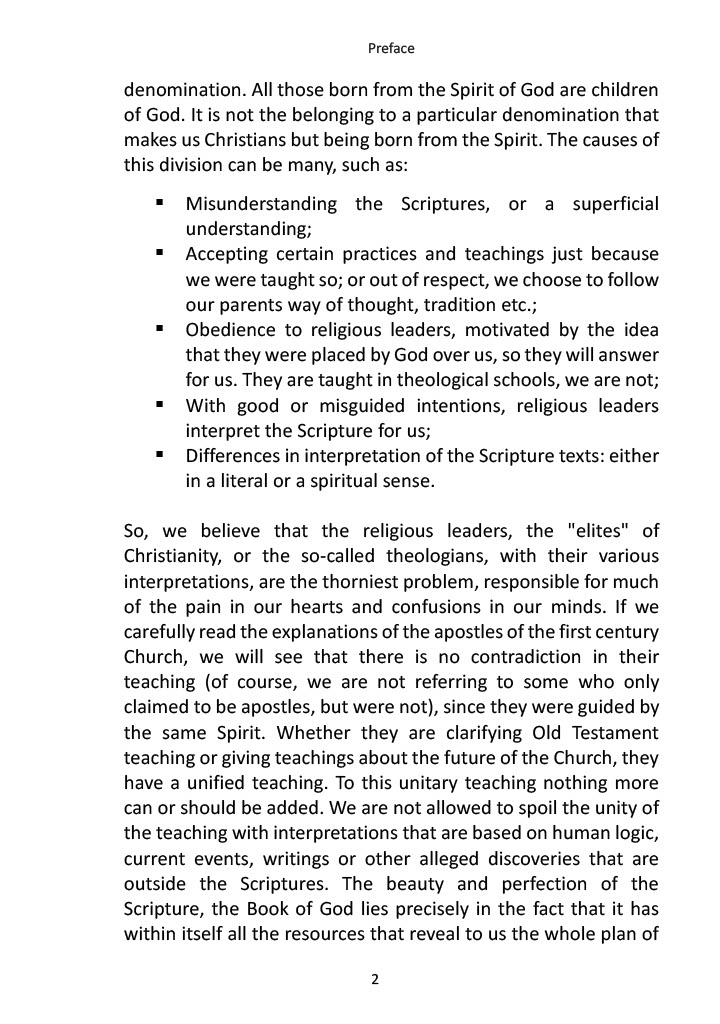 Preface
denomination. All those born from the Spirit of God are children
of God. It is not the belonging to a particular denomination that
makes us Christians but being born from the Spirit. The causes of
this division can be many, such as:
▪ Misunderstanding the Scriptures, or a superficial
understanding;
▪ Accepting certain practices and teachings just because
we were taught so; or out of respect, we choose to follow
our parents way of thought, tradition etc.;
▪ Obedience to religious leaders, motivated by the idea
that they were placed by God over us, so they will answer
for us. They are taught in theological schools, we are not;
▪ With good or misguided intentions, religious leaders
interpret the Scripture for us;
▪ Differences in interpretation of the Scripture texts: either
in a literal or a spiritual sense.
So, we believe that the religious leaders, the "elites" of
Christianity, or the so-called theologians, with their various
interpretations, are the thorniest problem, responsible for much
of the pain in our hearts and confusions in our minds. If we
carefully read the explanations of the apostles of the first century
Church, we will see that there is no contradiction in their
teaching (of course, we are not referring to some who only
claimed to be apostles, but were not), since they were guided by
the same Spirit. Whether they are clarifying Old Testament
teaching or giving teachings about the future of the Church, they
have a unified teaching. To this unitary teaching nothing more
can or should be added. We are not allowed to spoil the unity of
the teaching with interpretations that are based on human logic,
current events, writings or other alleged discoveries that are
outside the Scriptures. The beauty and perfection of the
Scripture, the Book of God lies precisely in the fact that it has
within itself all the resources that reveal to us the whole plan of
2